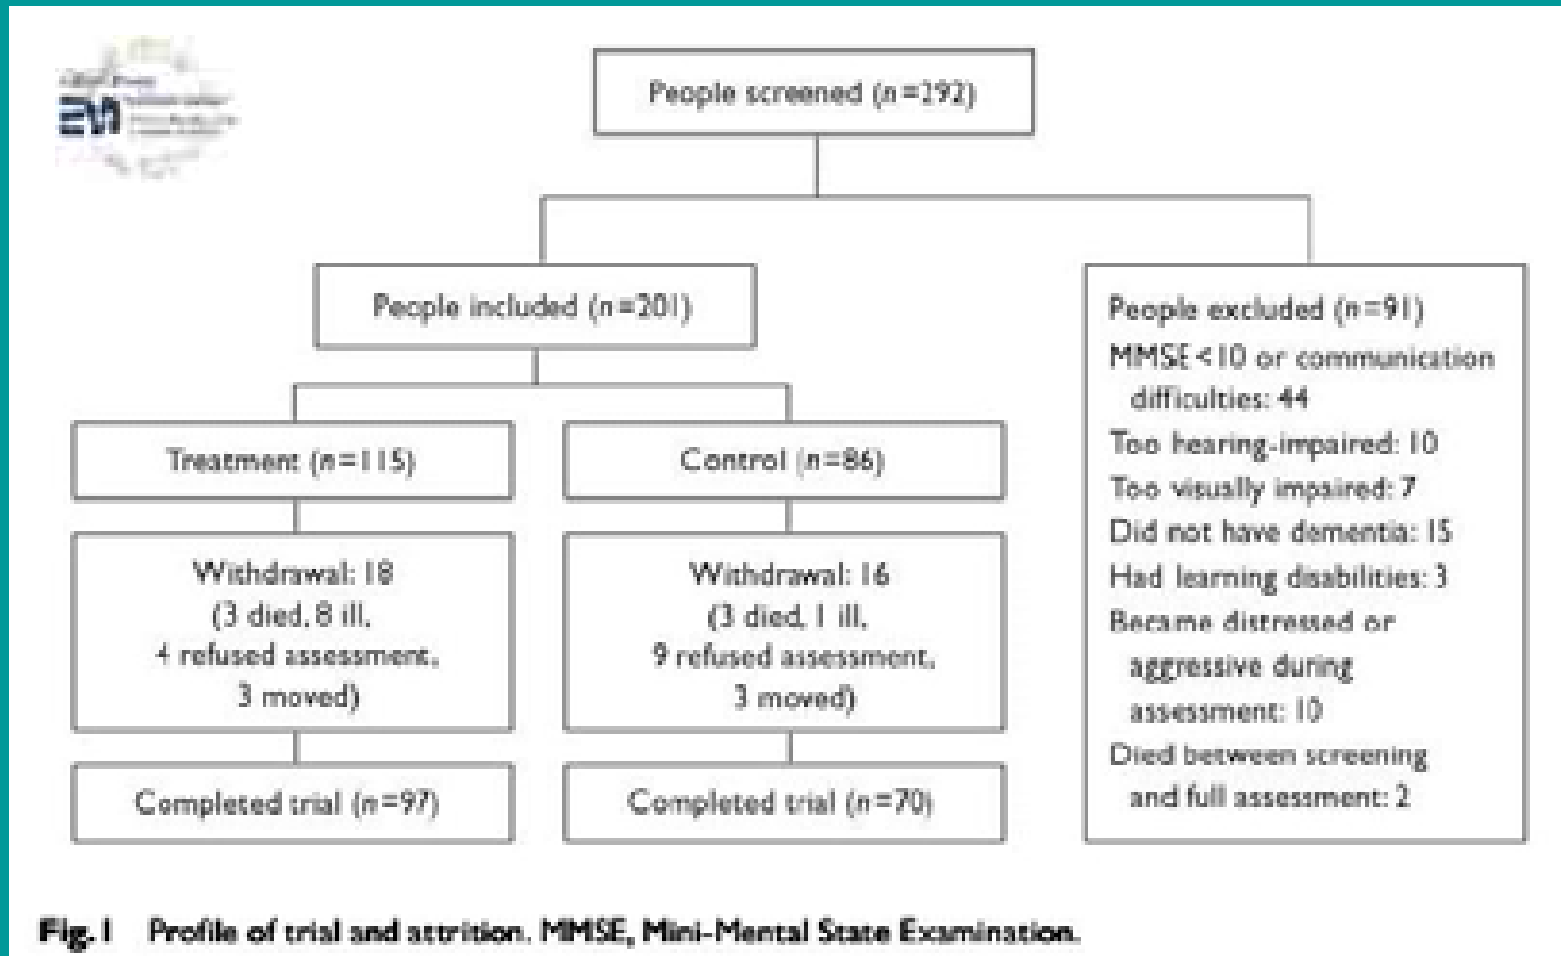 People screened (n=292)
People included (n=201)
Treatment (n=115)
Control (n=86)
Withdrawal: 18
(3 died, 8 ill,
4 refused assessment,
3 moved)
Withdrawal: 16
(3 died, 1 ill,
9 refused assessment,
3 moved)
Completed trial (n=97)
Completed trial (n=70)
People excluded (n=91)
MMSE <10 or communication
difficulties: 44
Too hearing-impaired: 10
Too visually impaired: 7
Did not have dementia: 15
Had learning disabilities: 3
Became distressed or
aggressive during
assessment: 10
Died between screening
and full assessment: 2
Fig. 1 Profile of trial and attrition. MMSE, Mini-Mental State Examination.